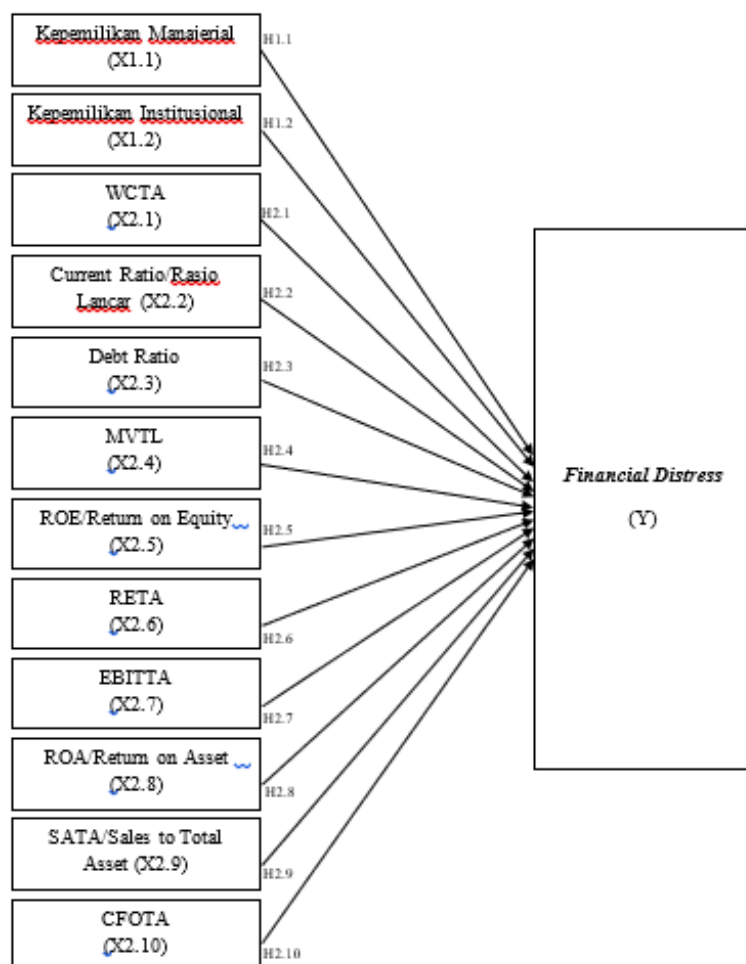 Kepemilikan Manajerial
(X1.1)
H1.1
Kepemilikan Institusional
(X1.2)
H1.2
WCTA
(X2.1)
H2.1
Current Ratio/Rasio
Lancar (X2.2)
H2.2
Debt Ratio
(X2.3)
H2.3
MVTL
(X2.4)
H2.4
ROE/Return on Equity
(X2.5)
H2.5
RETA
(X2.6)
H2.6
EBITTA
(X2.7)
H2.7
ROA/Return on Asset
(X2.8)
H2.8
SATA/Sales to Total
Asset (X2.9)
H2.9
CFOTA
(X2.10)
H2.10
Financial Distress
(Y)